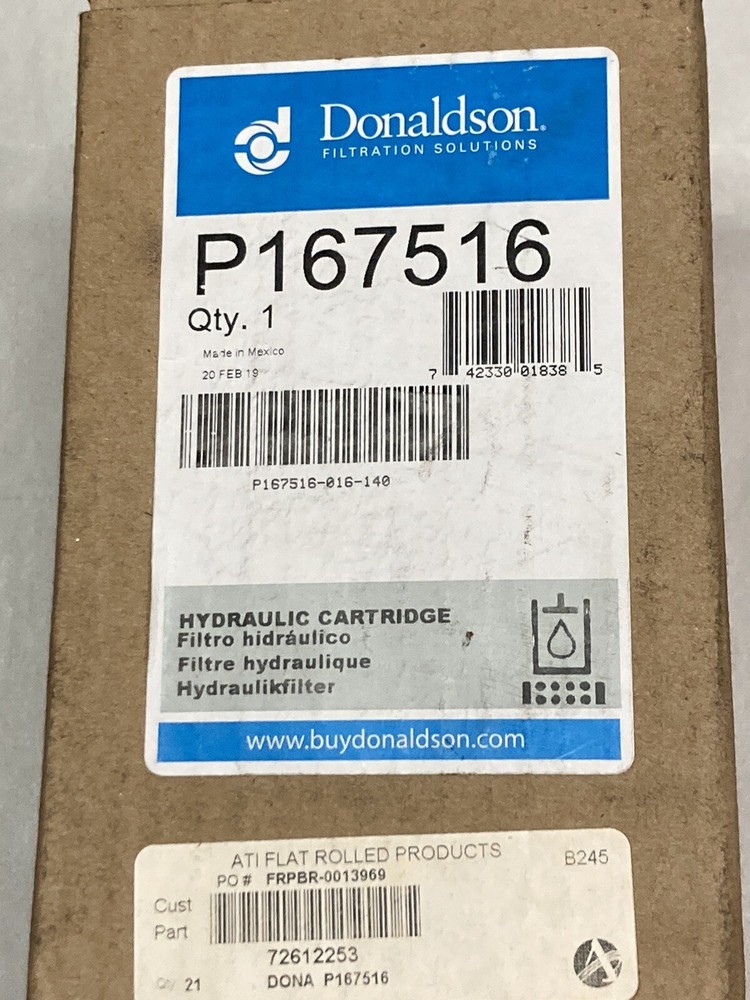 Donaldson.
FILTRATION SOLUTIONS
P167516
Qty. 1
Made in Mexico
20 FEB 19
7 42330 01838 5
P167516-016-140
HYDRAULIC CARTRIDGE
Filtro hidráulico
Filtre hydraulique
Hydraulikfilter
www.buydonaldson.com
ATI FLAT ROLLED PRODUCTS B245
PO# FRPBR-0013969
Cust
Part
72612253
Qty 21 DONA P167516